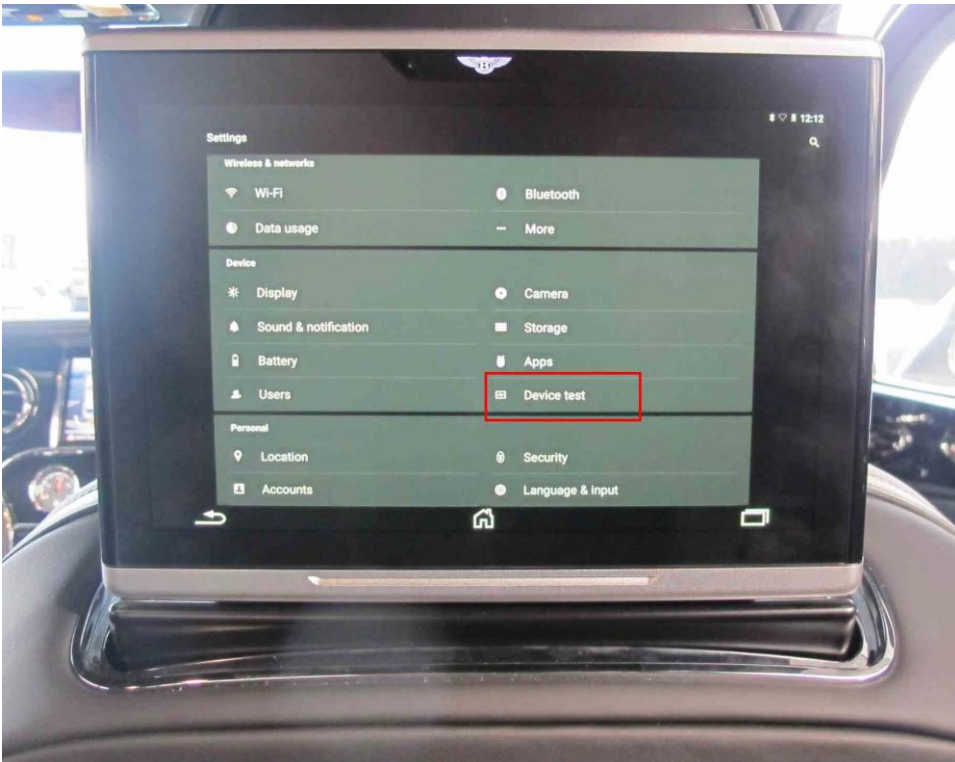 12:12
Settings
Wireless & networks
Wi-Fi
Bluetooth
Data usage
More
Device
Display
Camera
Sound & notification
Storage
Battery
Apps
Users
Device test
Personal
Location
Security
Accounts
Language & input